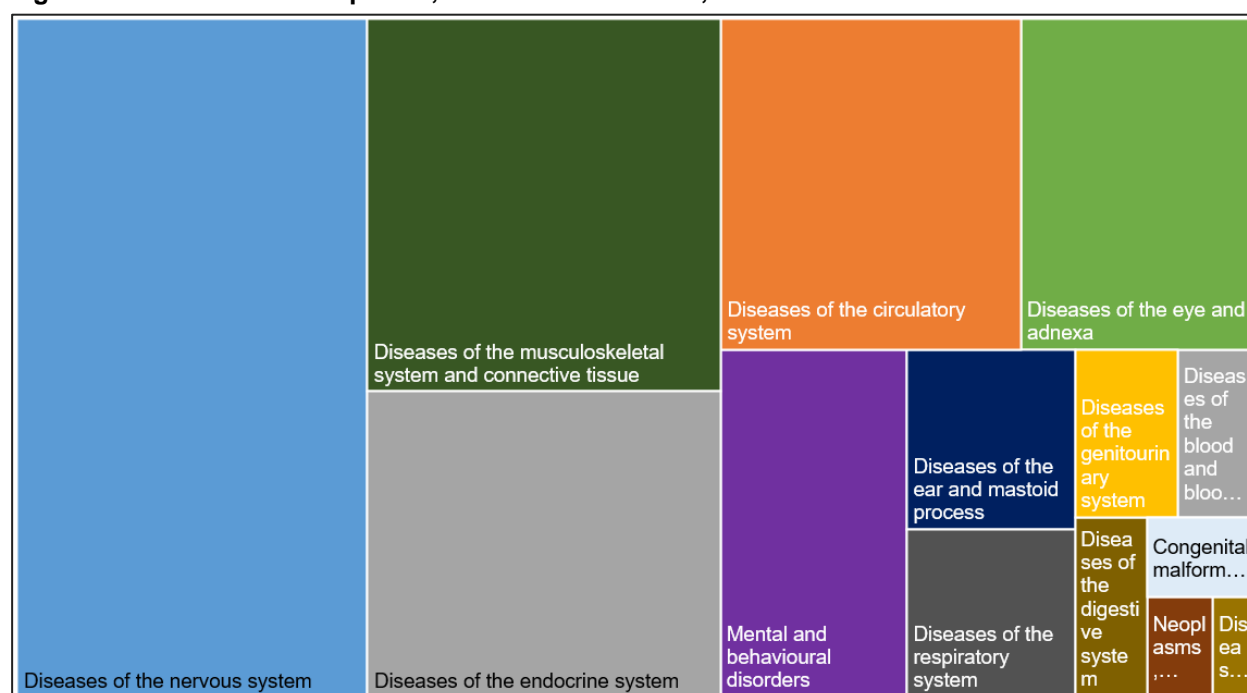 Diseases of the circulatory
system
Diseases of the eye and
adnexa
Diseases of the musculoskeletal
system and connective tissue
Diseases of the nervous system
Diseases of the endocrine system
Mental and
behavioural
disorders
Diseases of the
ear and mastoid
process
Diseases of the
respiratory
system
Diseases
of the
genitourin
ary
system
Diseas
es of
the
blood
and
bloo...
Disea
ses of
the
digesti
ve
syste
m
Congenital
malform...
Neopl
asms
,...
Dis
ea
s...